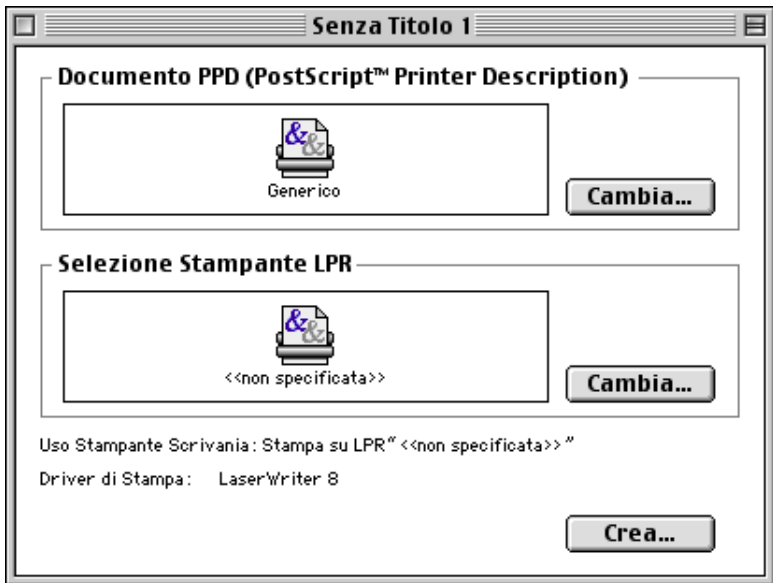 Senza Titolo 1
Documento PPD (PostScript™ Printer Description)
&&
Generico
Cambia...
Selezione Stampante LPR
&&
<<non specificata>>
Cambia...
Uso Stampante Scrivania: Stampa su LPR“ <<non specificata>> ”
Driver di Stampa: LaserWriter 8
Crea...